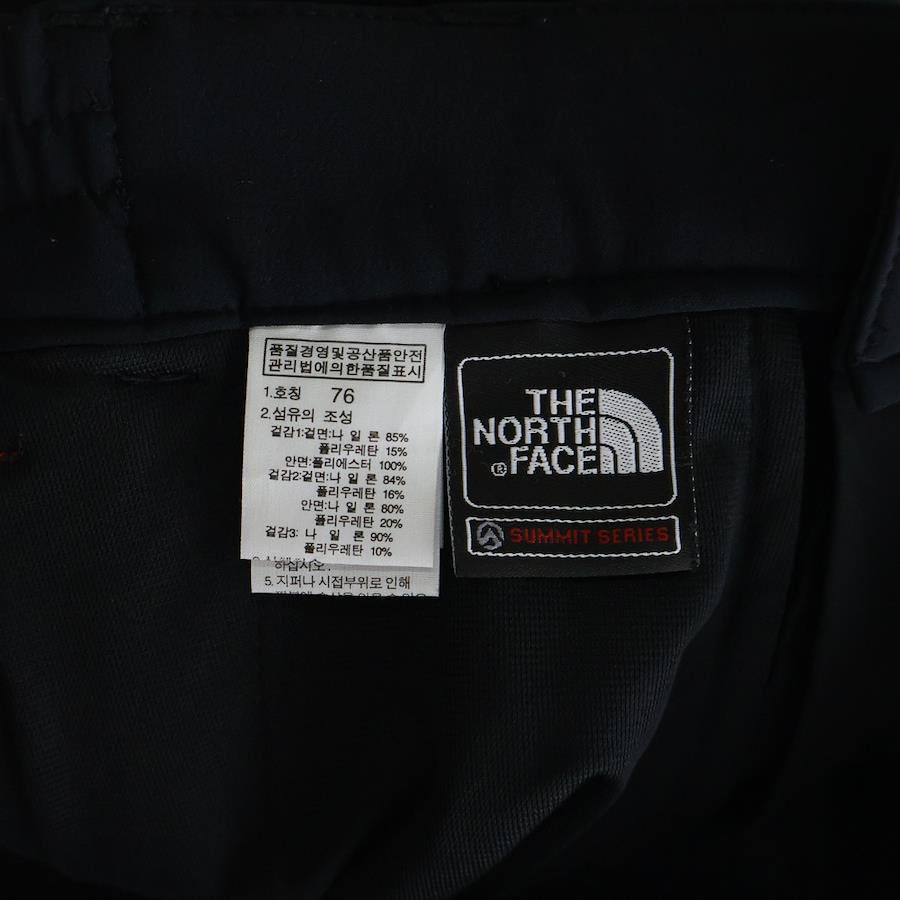 품질경영및공산품안전
관리법에의한품질표시
1.호칭 76
2.섬유의 조성
겉감1:겉면:나 일 론 85%
폴리우레탄 15%
안면:폴리에스터 100%
겉감2:겉면:나 일 론 84%
폴리우레탄 16%
안면:나 일 론 80%
폴리우레탄 20%
겉감3: 나 일 론 90%
폴리우레탄 10%
하십시오.
5. 지퍼나 시접부위로 인해
THE
NORTH
® FACE
SUMMIT SERIES